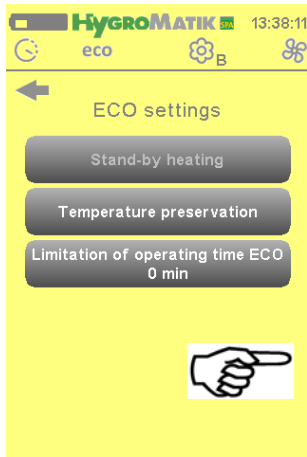 HYGROMATIK SPA 13:38:11
eco B
ECO settings
Stand-by heating
Temperature preservation
Limitation of operating time ECO
0 min